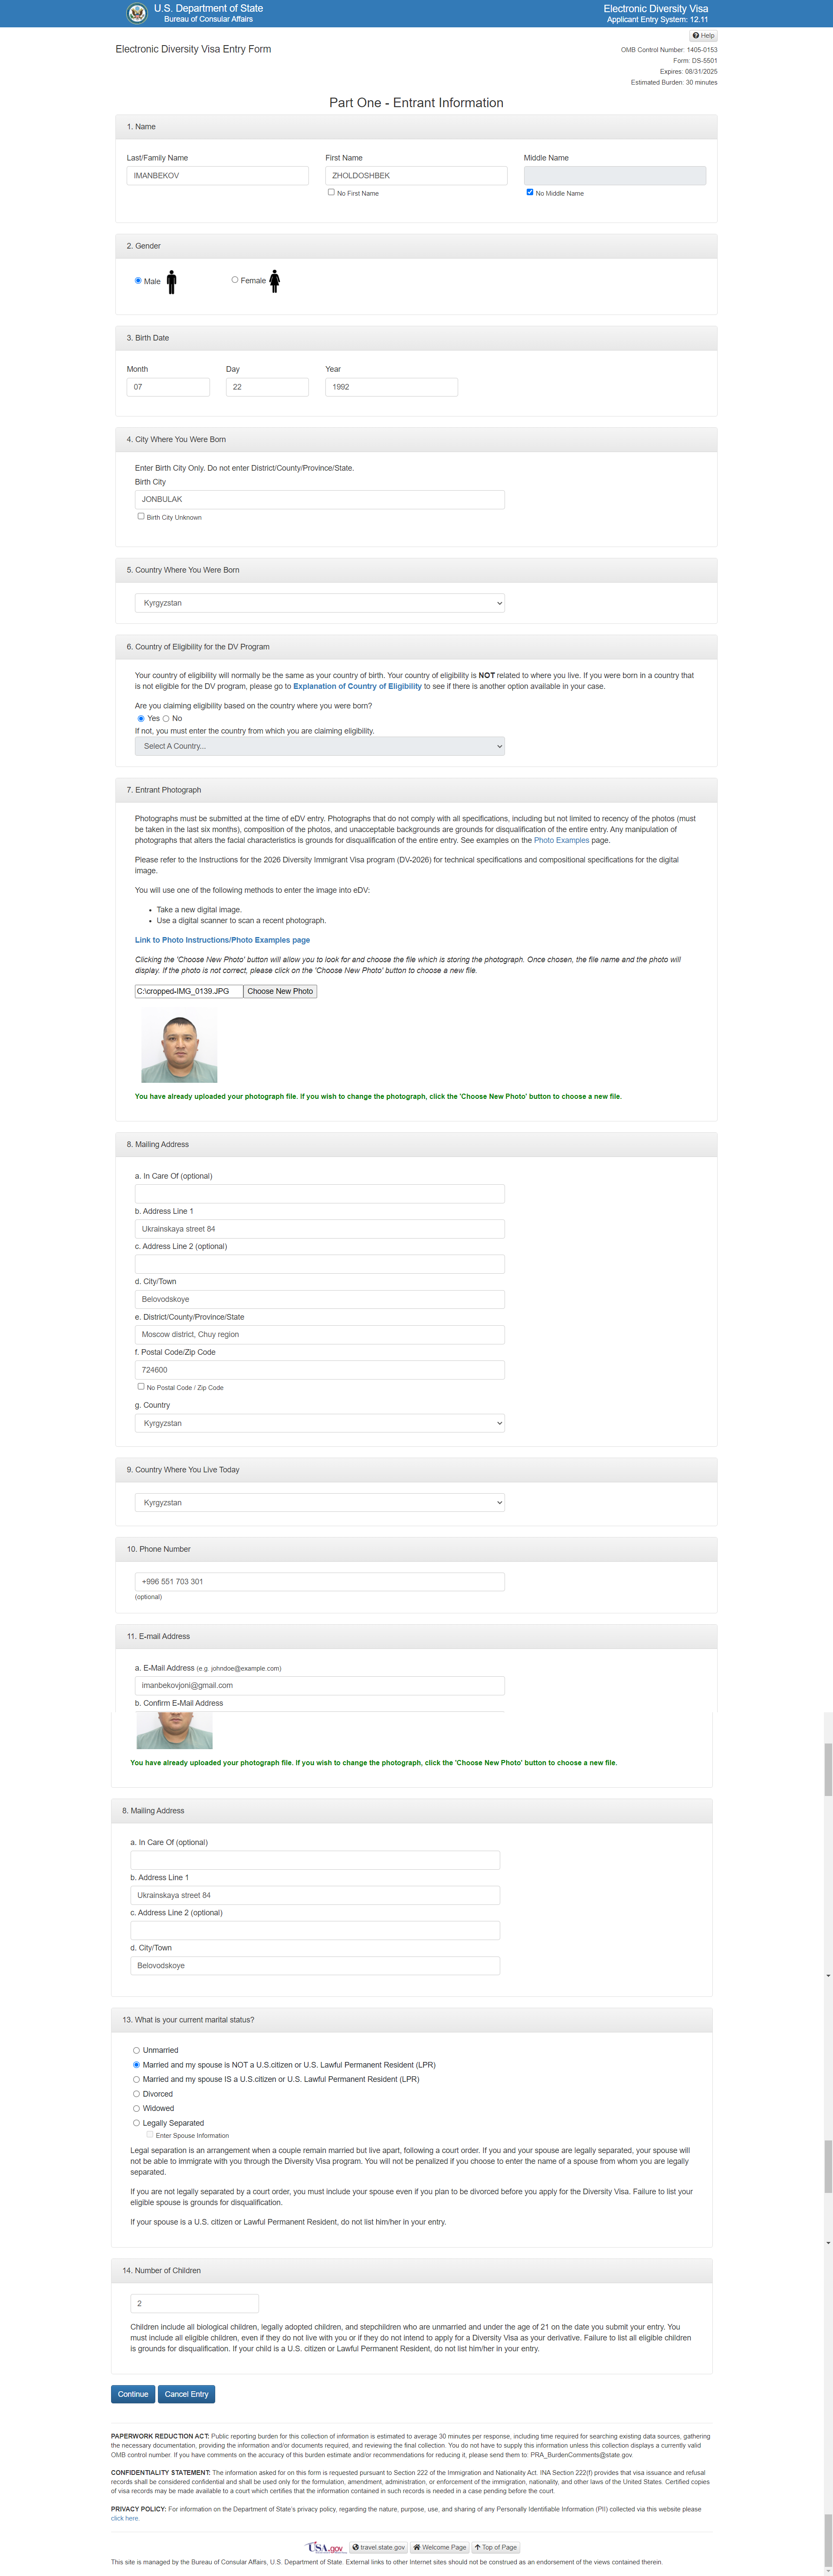 U.S. Department of State
Bureau of Consular Affairs
Electronic Diversity Visa
Applicant Entry System: 12.11
Help
Electronic Diversity Visa Entry Form
OMB Control Number: 1405-0153
Form: DS-5501
Expires: 08/31/2025
Estimated Burden: 30 minutes
Part One - Entrant Information
1. Name
Last/Family Name First Name Middle Name
IMANBEKOV ZHOLDOSHBEK
No First Name No Middle Name
2. Gender
Male Female
3. Birth Date
Month Day Year
07 22 1992
4. City Where You Were Born
Enter Birth City Only. Do not enter District/County/Province/State.
Birth City
JONBULAK
Birth City Unknown
5. Country Where You Were Born
Kyrgyzstan
6. Country of Eligibility for the DV Program
Your country of eligibility will normally be the same as your country of birth. Your country of eligibility is NOT related to where you live. If you were born in a country that
is not eligible for the DV program, please go to Explanation of Country of Eligibility to see if there is another option available in your case.
Are you claiming eligibility based on the country where you were born?
Yes No
If not, you must enter the country from which you are claiming eligibility.
Select A Country...
7. Entrant Photograph
Photographs must be submitted at the time of eDV entry. Photographs that do not comply with all specifications, including but not limited to recency of the photos (must
be taken in the last six months), composition of the photos, and unacceptable backgrounds are grounds for disqualification of the entire entry. Any manipulation of
photographs that alters the facial characteristics is grounds for disqualification of the entire entry. See examples on the Photo Examples page.
Please refer to the Instructions for the 2026 Diversity Immigrant Visa program (DV-2026) for technical specifications and compositional specifications for the digital
image.
You will use one of the following methods to enter the image into eDV:
• Take a new digital image.
• Use a digital scanner to scan a recent photograph.
Link to Photo Instructions/Photo Examples page
Clicking the 'Choose New Photo' button will allow you to look for and choose the file which is storing the photograph. Once chosen, the file name and the photo will
display. If the photo is not correct, please click on the 'Choose New Photo' button to choose a new file.
C:\cropped-IMG_0139.JPG Choose New Photo
You have already uploaded your photograph file. If you wish to change the photograph, click the 'Choose New Photo' button to choose a new file.
8. Mailing Address
a. In Care Of (optional)
b. Address Line 1
Ukrainskaya street 84
c. Address Line 2 (optional)
d. City/Town
Belovodskoye
e. District/County/Province/State
Moscow district, Chuy region
f. Postal Code/Zip Code
724600
No Postal Code / Zip Code
g. Country
Kyrgyzstan
9. Country Where You Live Today
Kyrgyzstan
10. Phone Number
+996 551 703 301
(optional)
11. E-mail Address
a. E-Mail Address (e.g. johndoe@example.com)
imanbekovjoni@gmail.com
b. Confirm E-Mail Address
You have already uploaded your photograph file. If you wish to change the photograph, click the 'Choose New Photo' button to choose a new file.
8. Mailing Address
a. In Care Of (optional)
b. Address Line 1
Ukrainskaya street 84
c. Address Line 2 (optional)
d. City/Town
Belovodskoye
13. What is your current marital status?
Unmarried
Married and my spouse is NOT a U.S.citizen or U.S. Lawful Permanent Resident (LPR)
Married and my spouse IS a U.S.citizen or U.S. Lawful Permanent Resident (LPR)
Divorced
Widowed
Legally Separated
Enter Spouse Information
Legal separation is an arrangement when a couple remain married but live apart, following a court order. If you and your spouse are legally separated, your spouse will
not be able to immigrate with you through the Diversity Visa program. You will not be penalized if you choose to enter the name of a spouse from whom you are legally
separated.
If you are not legally separated by a court order, you must include your spouse even if you plan to be divorced before you apply for the Diversity Visa. Failure to list your
eligible spouse is grounds for disqualification.
If your spouse is a U.S. citizen or Lawful Permanent Resident, do not list him/her in your entry.
14. Number of Children
2
Children include all biological children, legally adopted children, and stepchildren who are unmarried and under the age of 21 on the date you submit your entry. You
must include all eligible children, even if they do not live with you or if they do not intend to apply for a Diversity Visa as your derivative. Failure to list all eligible children
is grounds for disqualification. If your child is a U.S. citizen or Lawful Permanent Resident, do not list him/her in your entry.
Continue Cancel Entry
PAPERWORK REDUCTION ACT: Public reporting burden for this collection of information is estimated to average 30 minutes per response, including time required for searching existing data sources, gathering
the necessary documentation, providing the information and/or documents required, and reviewing the final collection. You do not have to supply this information unless this collection displays a currently valid
OMB control number. If you have comments on the accuracy of this burden estimate and/or recommendations for reducing it, please send them to: PRA_BurdenComments@state.gov.
CONFIDENTIALITY STATEMENT: The information asked for on this form is requested pursuant to Section 222 of the Immigration and Nationality Act. INA Section 222(f) provides that visa issuance and refusal
records shall be considered confidential and shall be used only for the formulation, amendment, administration, or enforcement of the immigration, nationality, and other laws of the United States. Certified copies
of visa records may be made available to a court which certifies that the information contained in such records is needed in a case pending before the court.
PRIVACY POLICY: For information on the Department of State's privacy policy, regarding the nature, purpose, use, and sharing of any Personally Identifiable Information (PII) collected via this website please
click here.
USA.gov travel.state.gov Welcome Page Top of Page
This site is managed by the Bureau of Consular Affairs, U.S. Department of State. External links to other Internet sites should not be construed as an endorsement of the views contained therein.